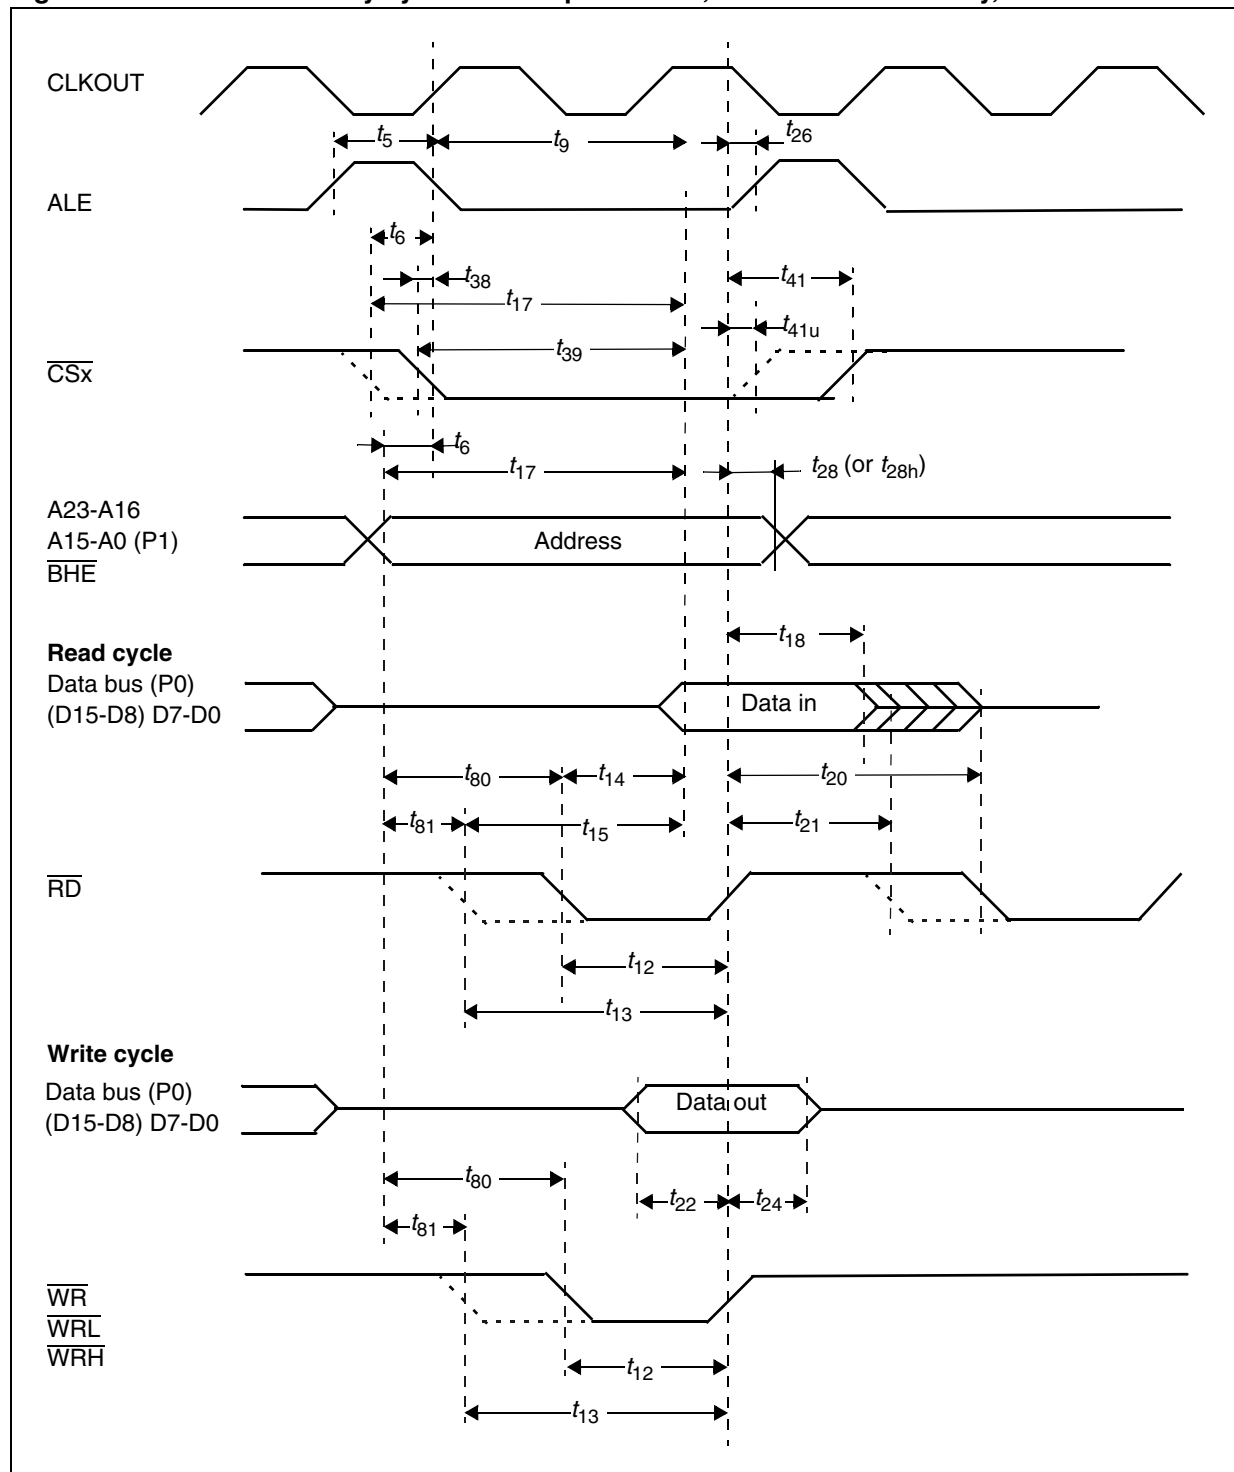 CLKOUT
t5
t9
t26
ALE
t6
t38
t41
t17
t41u
t39
CSx
t6
t17
t28 (or t28h)
A23-A16
A15-A0 (P1)
Address
BHE
t18
Read cycle
Data bus (P0)
Data in
(D15-D8) D7-D0
t80
t14
t20
t81
t15
t21
RD
t12
t13
Write cycle
Data bus (P0)
Data out
(D15-D8) D7-D0
t80
t22
t24
t81
WR
WRL
WRH
t12
t13